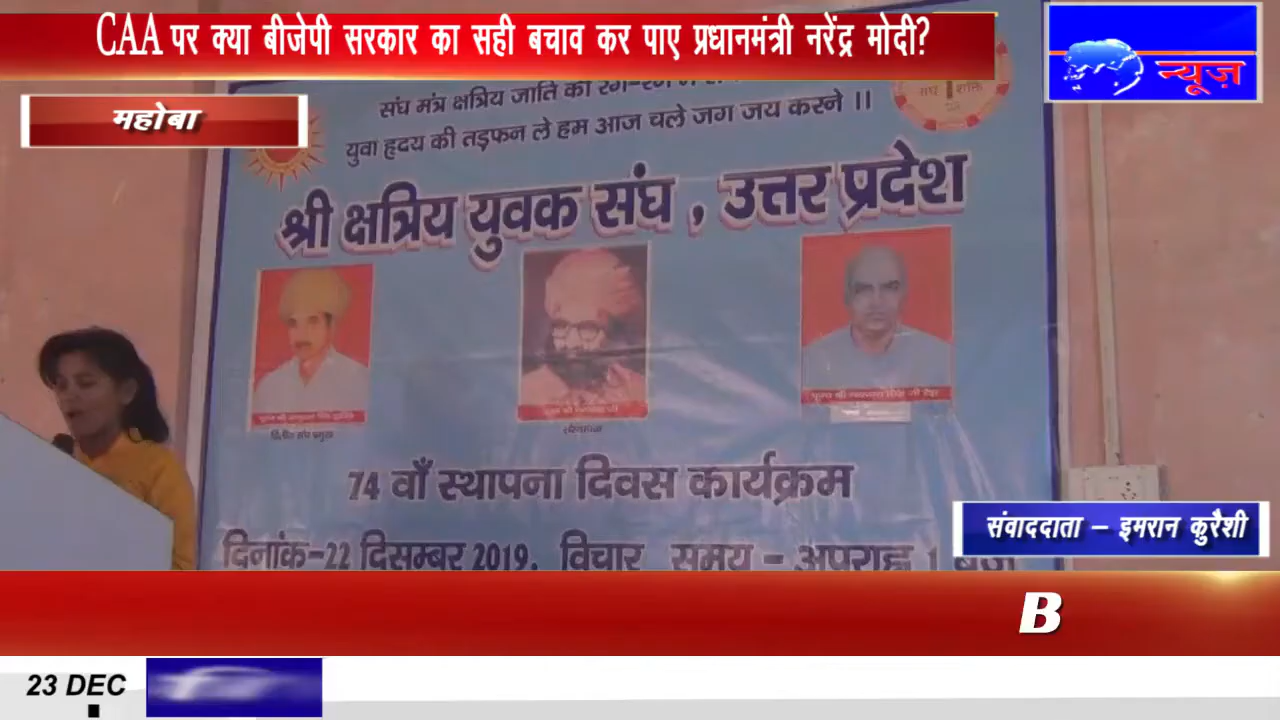 CAA पर क्या बीजेपी सरकार का सही बचाव कर पाए प्रधानमंत्री नरेंद्र मोदी?
न्यूज़
महोबा
संघ मंत्र क्षत्रिय जाति की रग-रग में
युवा हृदय की तड़फन ले हम आज चले जग जय करने ।।
श्री क्षत्रिय युवक संघ , उत्तर प्रदेश
द्वितीय संघ प्रमुख
74 वाँ स्थापना दिवस कार्यक्रम
दिनांक-22 दिसम्बर 2019, विचार समय - अपराह्न 1 बजे
संवाददाता – इमरान कुरैशी
B
23 DEC